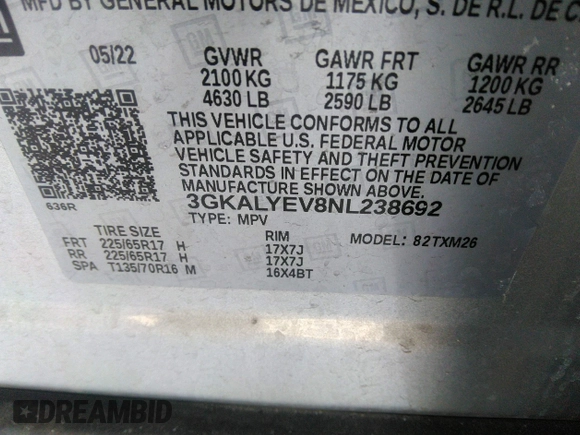 MFD BY GENERAL MOTORS DE MEXICO, S. DE R.L. DE C
05/22 GVWR GAWR FRT GAWR RR
2100 KG 1175 KG 1200 KG
4630 LB 2590 LB 2645 LB
THIS VEHICLE CONFORMS TO ALL
APPLICABLE U.S. FEDERAL MOTOR
VEHICLE SAFETY AND THEFT PREVENTION
STANDARDS IN EFFECT ON THE DATE OF
MANUFACTURE SHOWN ABOVE.
636R 3GKALYEV8NL238692
TYPE: MPV
TIRE SIZE RIM MODEL: 82TXM26
FRT 225/65R17 H 17X7J
RR 225/65R17 H 17X7J
SPA T135/70R16 M 16X4BT
DREAMBID